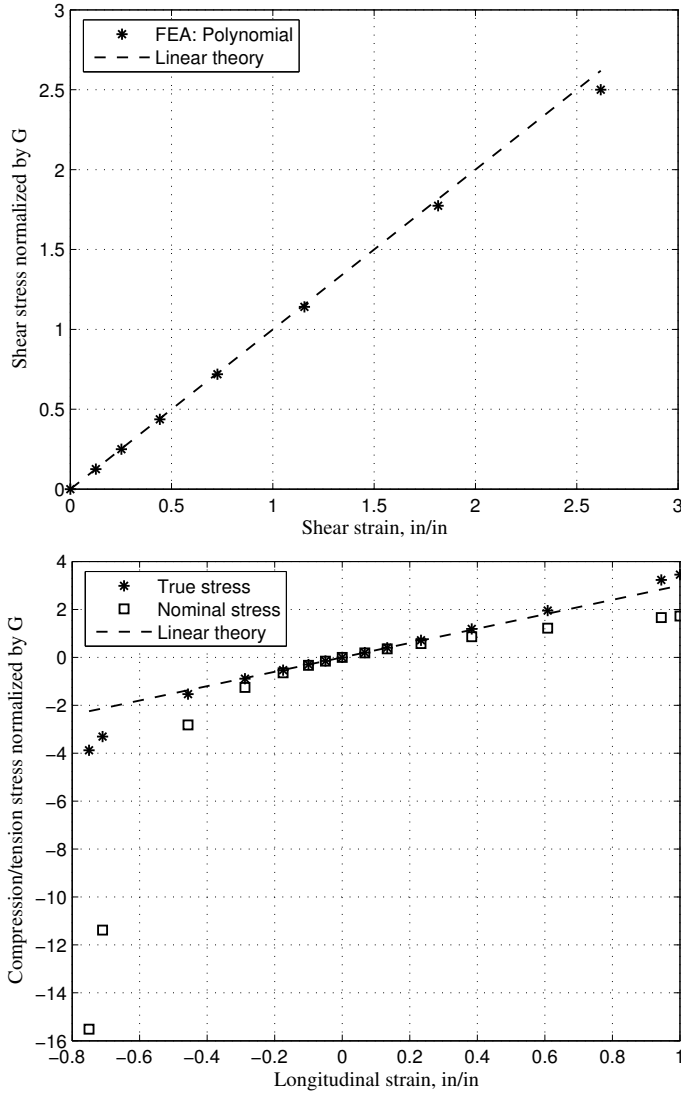 3
2.5
2
1.5
1
0.5
0
FEA: Polynomial
Linear theory
Shear stress normalized by G
0 0.5 1 1.5 2 2.5 3
Shear strain, in/in
4
2
0
−2
−4
−6
−8
−10
−12
−14
−16
True stress
Nominal stress
Linear theory
Compression/tension stress normalized by G
−0.8 −0.6 −0.4 −0.2 0 0.2 0.4 0.6 0.8 1
Longitudinal strain, in/in